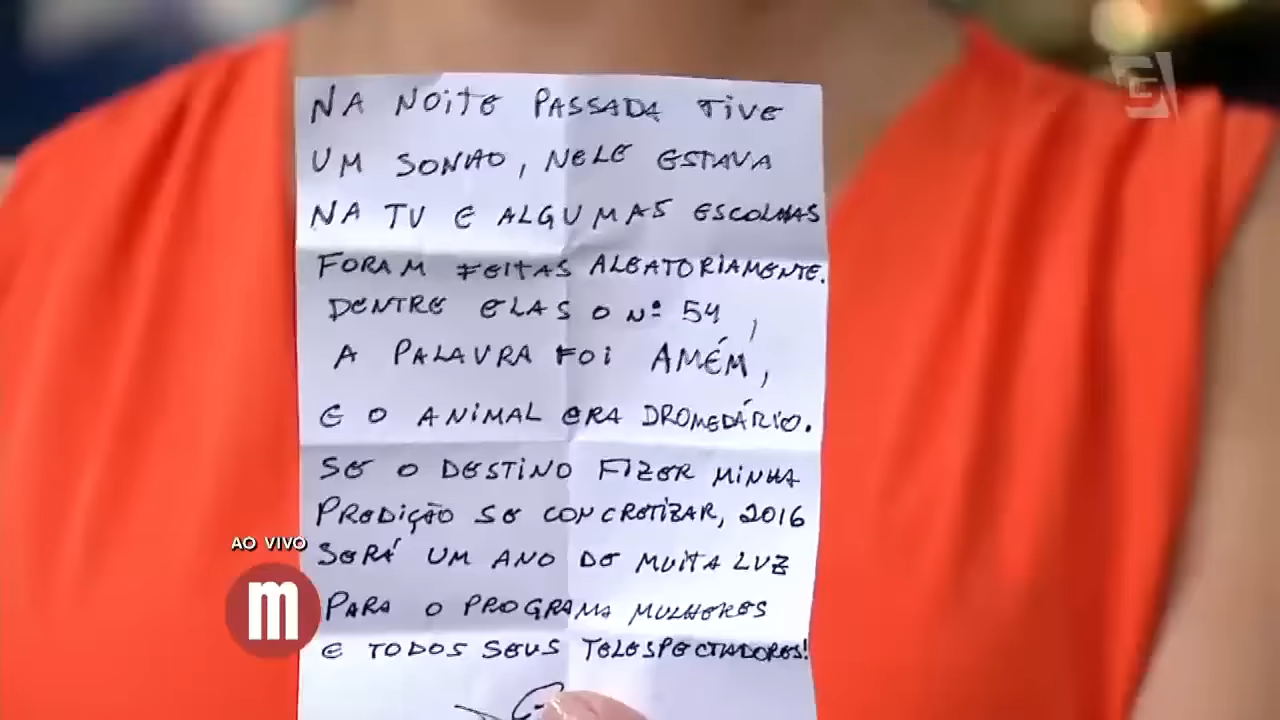 NA NOITE PASSADA TIVE
UM SONHO, NELE ESTAVA
NA TV E ALGUMAS ESCOLHAS
FORAM FEITAS ALEATORIAMENTE.
DENTRE ELAS O Nº 54,
A PALAVRA FOI AMÉM,
E O ANIMAL ERA DROMEDÁRIO.
SE O DESTINO FIZER MINHA
PREDIÇÃO SE CONCRETIZAR, 2016
SERÁ UM ANO DE MUITA LUZ
PARA O PROGRAMA MULHERES
E TODOS SEUS TELESPECTADORES!
AO VIVO
m